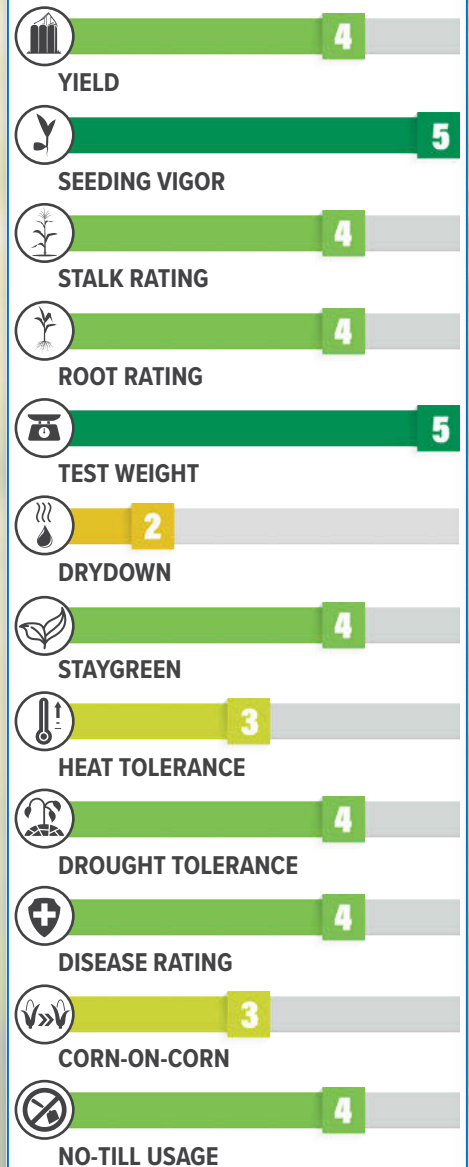 4
YIELD
5
SEEDING VIGOR
4
STALK RATING
4
ROOT RATING
5
TEST WEIGHT
2
DRYDOWN
4
STAYGREEN
3
HEAT TOLERANCE
4
DROUGHT TOLERANCE
4
DISEASE RATING
3
CORN-ON-CORN
4
NO-TILL USAGE